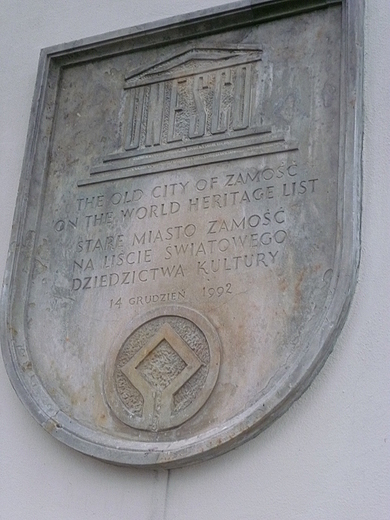 UNESCO
THE OLD CITY OF ZAMOŚĆ
ON THE WORLD HERITAGE LIST
STARE MIASTO ZAMOŚĆ
NA LIŚCIE ŚWIATOWEGO
DZIEDZICTWA KULTURY
14 GRUDZIEŃ 1992